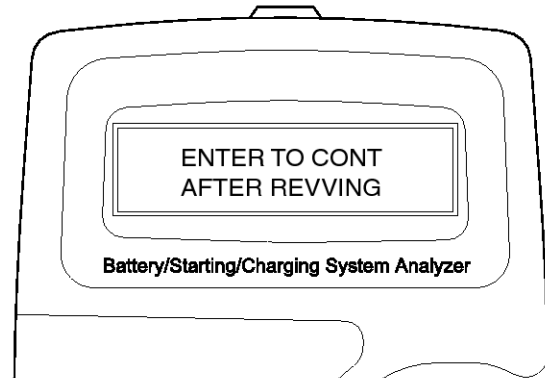 ENTER TO CONT
AFTER REVVING
Battery/Starting/Charging System Analyzer